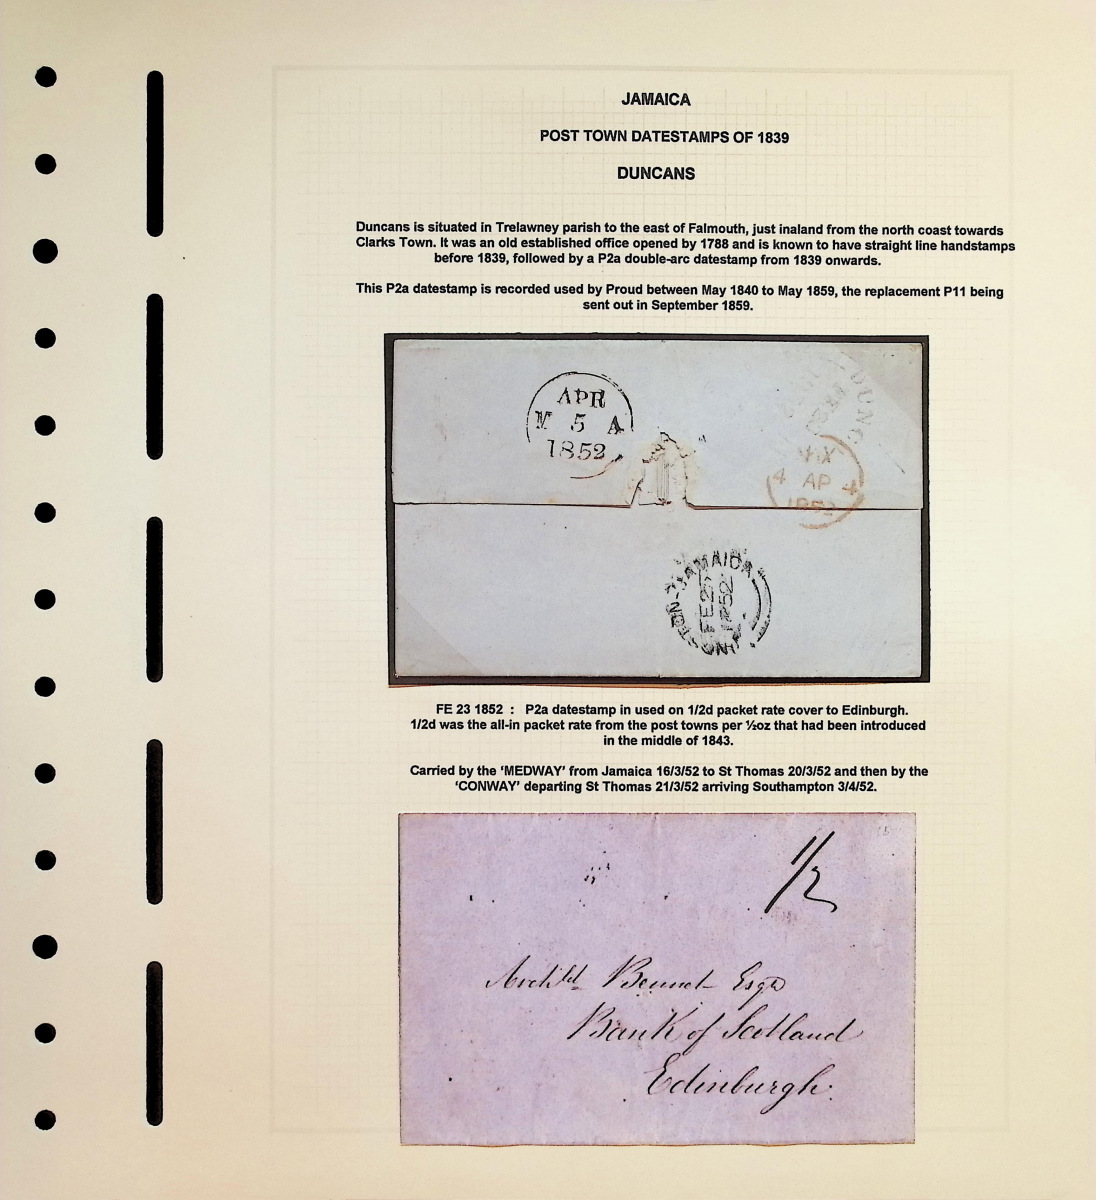 JAMAICA
POST TOWN DATESTAMPS OF 1839
DUNCANS
Duncans is situated in Trelawney parish to the east of Falmouth, just inaland from the north coast towards
Clarks Town. It was an old established office opened by 1788 and is known to have straight line handstamps
before 1839, followed by a P2a double-arc datestamp from 1839 onwards.
This P2a datestamp is recorded used by Proud between May 1840 to May 1859, the replacement P11 being
sent out in September 1859.
APR
M 5 A
1852
DUNC
4 AP
1852
JAMAICA
FE 2
1852
FE 23 1852 : P2a datestamp in used on 1/2d packet rate cover to Edinburgh.
1/2d was the all-in packet rate from the post towns per ½oz that had been introduced
in the middle of 1843.
Carried by the ‘MEDWAY’ from Jamaica 16/3/52 to St Thomas 20/3/52 and then by the
‘CONWAY’ departing St Thomas 21/3/52 arriving Southampton 3/4/52.
1/2
Archibd Bennet Esqr
Bank of Scotland
Edinburgh